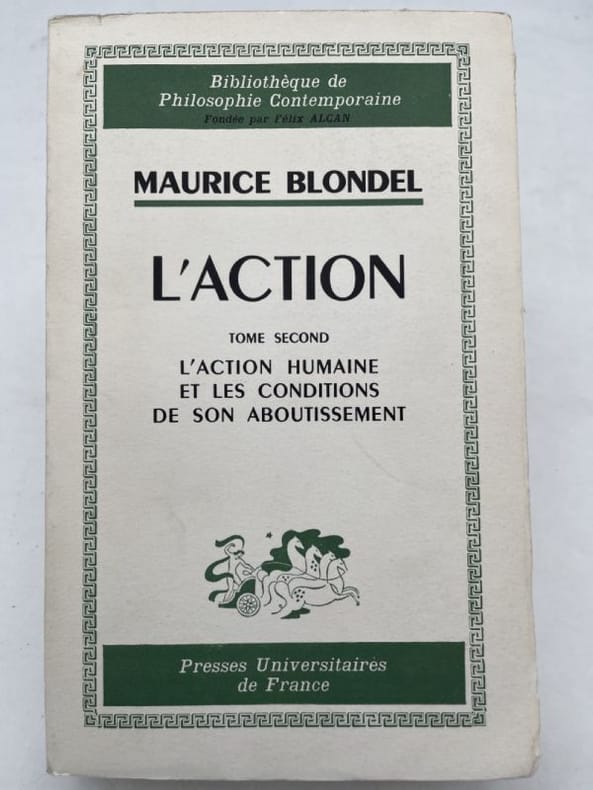 Bibliothèque de
Philosophie Contemporaine
Fondée par Félix ALCAN
MAURICE BLONDEL
L'ACTION
TOME SECOND
L'ACTION HUMAINE
ET LES CONDITIONS
DE SON ABOUTISSEMENT
Presses Universitaires
de France